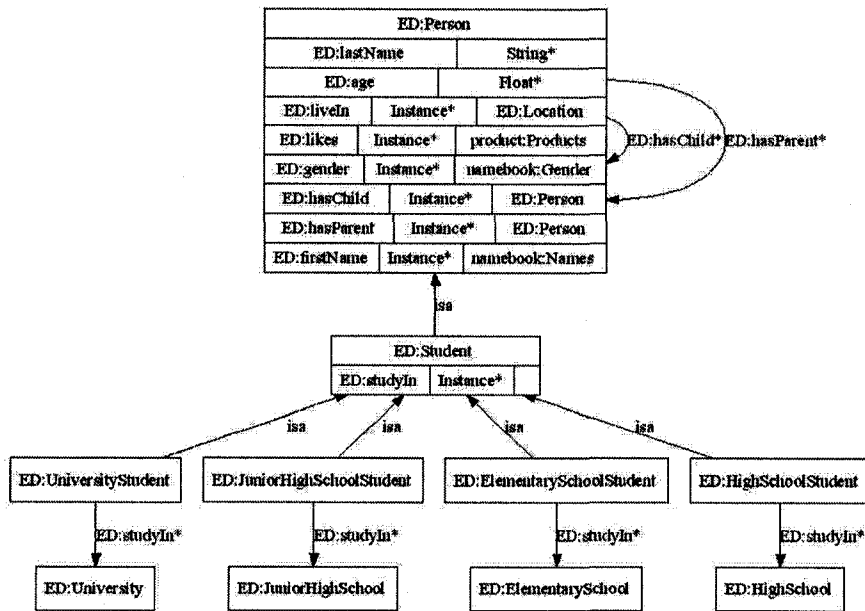 ED:Person
ED:lastName String*
ED:age Float*
ED:liveIn Instance* ED:Location
ED:likes Instance* product:Products
ED:hasChild* ED:hasParent*
ED:gender Instance* namebook:Gender
ED:hasChild Instance* ED:Person
ED:hasParent Instance* ED:Person
ED:firstName Instance* namebook:Names
isa
ED:Student
ED:studyIn Instance*
isa isa isa isa
ED:UniversityStudent ED:JuniorHighSchoolStudent ED:ElementarySchoolStudent ED:HighSchoolStudent
ED:studyIn* ED:studyIn* ED:studyIn* ED:studyIn*
ED:University ED:JuniorHighSchool ED:ElementarySchool ED:HighSchool